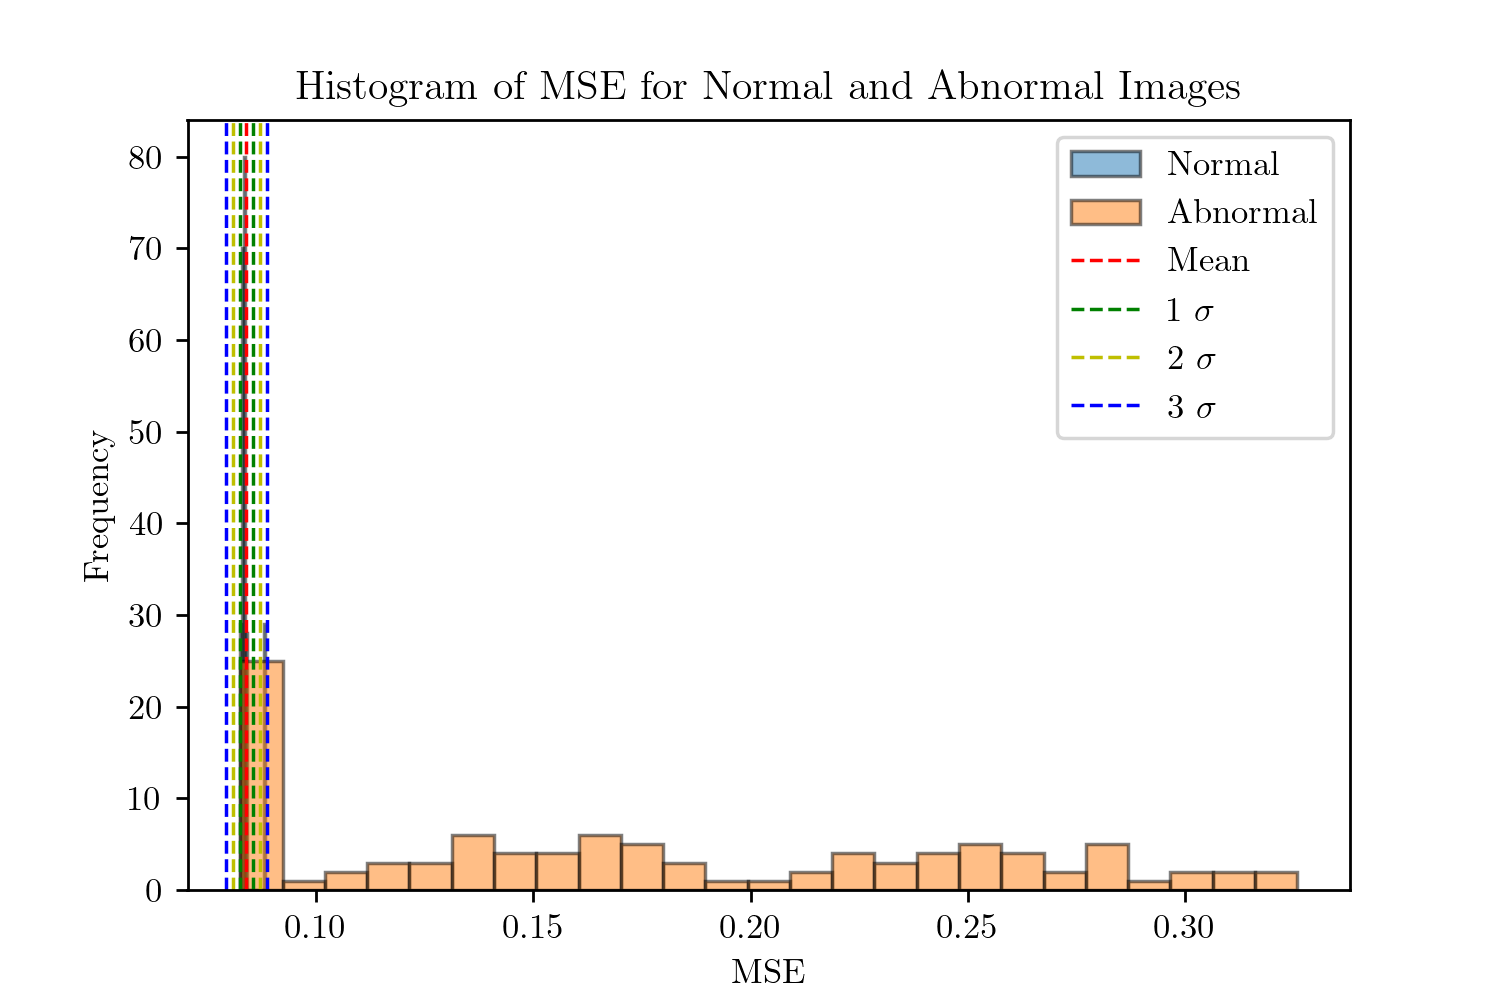 Histogram of MSE for Normal and Abnormal Images
80
70
60
50
40
30
20
10
0
Frequency
Normal
Abnormal
Mean
1 σ
2 σ
3 σ
0.10 0.15 0.20 0.25 0.30
MSE